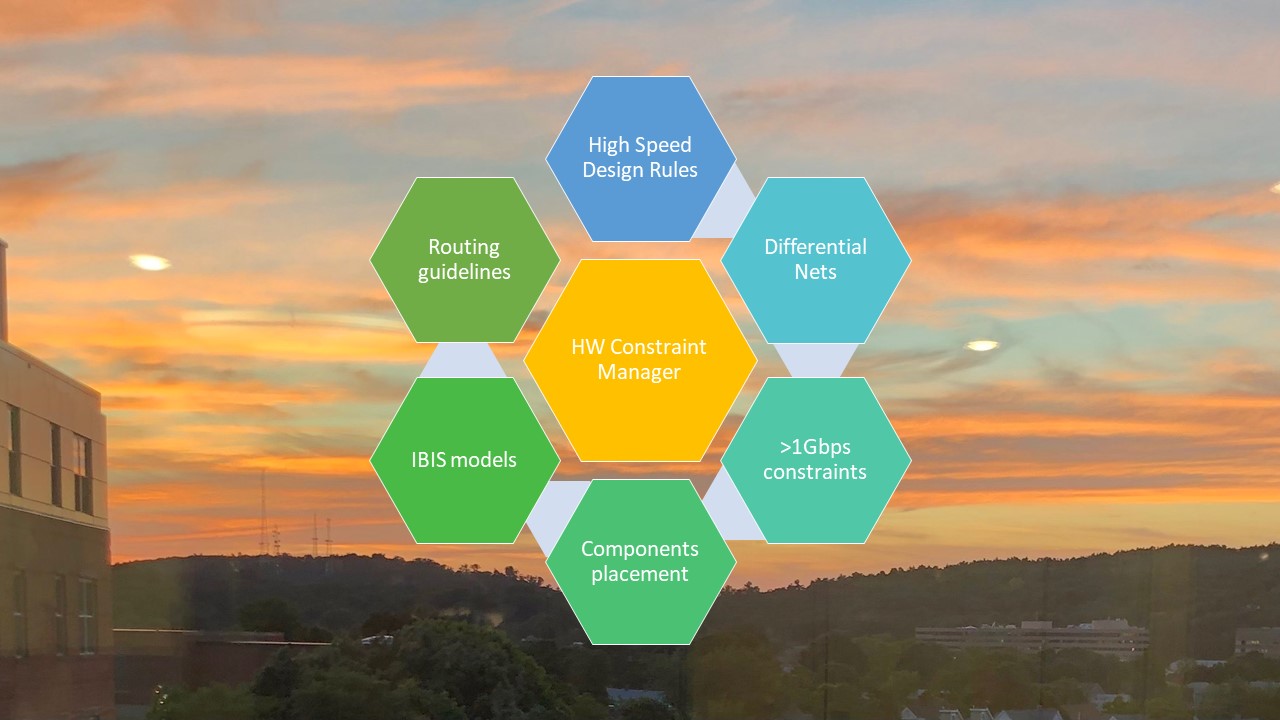 High Speed
Design Rules
Routing
guidelines
Differential
Nets
HW Constraint
Manager
IBIS models
>1Gbps
constraints
Components
placement